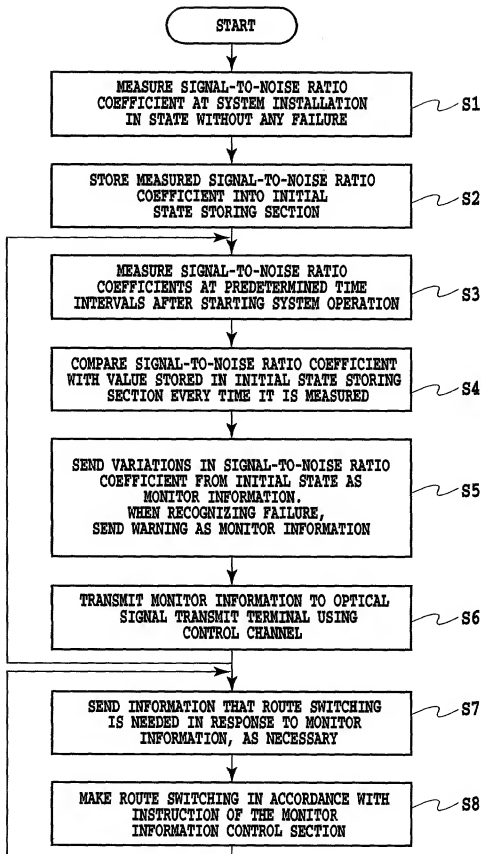 START
MEASURE SIGNAL-TO-NOISE RATIO
COEFFICIENT AT SYSTEM INSTALLATION
IN STATE WITHOUT ANY FAILURE
S1
STORE MEASURED SIGNAL-TO-NOISE RATIO
COEFFICIENT INTO INITIAL
STATE STORING SECTION
S2
MEASURE SIGNAL-TO-NOISE RATIO
COEFFICIENTS AT PREDETERMINED TIME
INTERVALS AFTER STARTING SYSTEM OPERATION
S3
COMPARE SIGNAL-TO-NOISE RATIO COEFFICIENT
WITH VALUE STORED IN INITIAL STATE STORING
SECTION EVERY TIME IT IS MEASURED
S4
SEND VARIATIONS IN SIGNAL-TO-NOISE RATIO
COEFFICIENT FROM INITIAL STATE AS
MONITOR INFORMATION.
WHEN RECOGNIZING FAILURE,
SEND WARNING AS MONITOR INFORMATION
S5
TRANSMIT MONITOR INFORMATION TO OPTICAL
SIGNAL TRANSMIT TERMINAL USING
CONTROL CHANNEL
S6
SEND INFORMATION THAT ROUTE SWITCHING
IS NEEDED IN RESPONSE TO MONITOR
INFORMATION, AS NECESSARY
S7
MAKE ROUTE SWITCHING IN ACCORDANCE WITH
INSTRUCTION OF THE MONITOR
INFORMATION CONTROL SECTION
S8